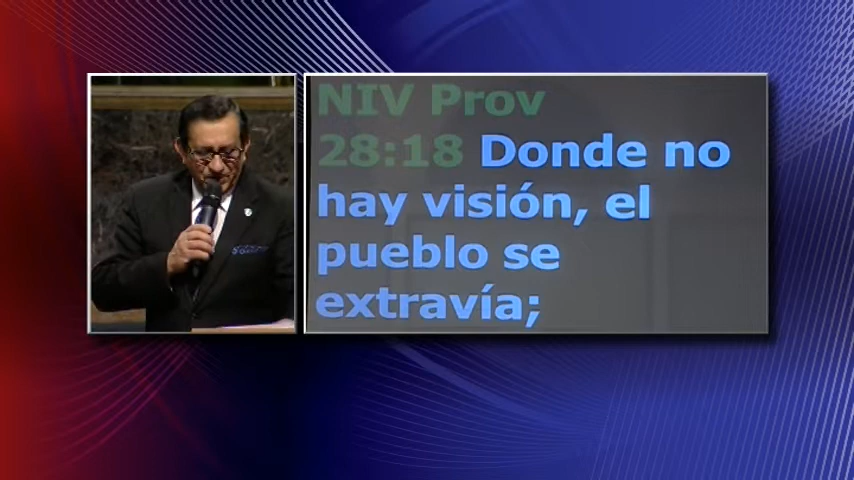 NIV Prov
28:18 Donde no
hay visión, el
pueblo se
extravía;